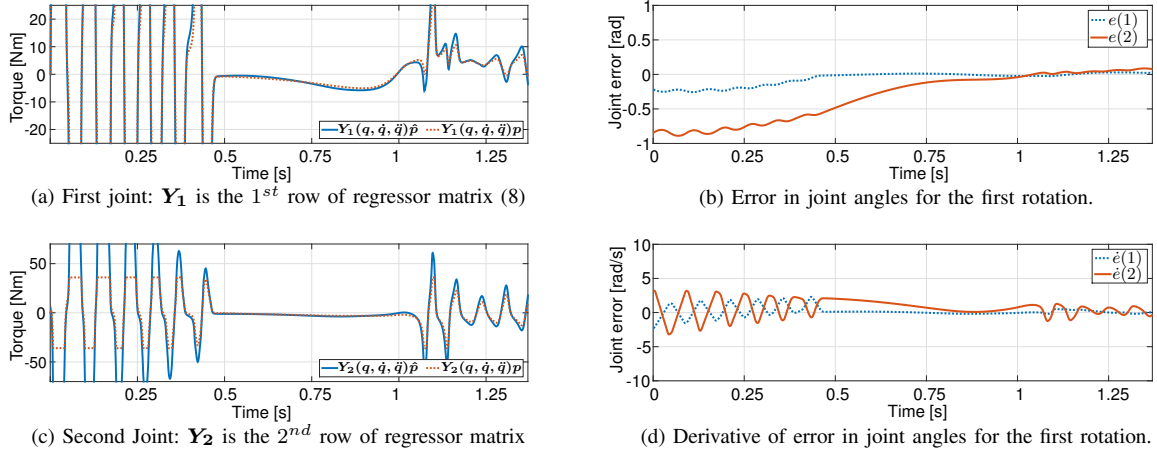 Torque [Nm]
20
10
0
-10
-20
Y₁(q, q̇, q̈)p̂ Y₁(q, q̇, q̈)p
0.25 0.5 0.75 1 1.25
Time [s]
(a) First joint: Y₁ is the 1ˢᵗ row of regressor matrix (8)
Joint error [rad]
1
0.5
0
-0.5
-1
e(1)
e(2)
0 0.25 0.5 0.75 1 1.25
Time [s]
(b) Error in joint angles for the first rotation.
Torque [Nm]
50
0
-50
Y₂(q, q̇, q̈)p̂ Y₂(q, q̇, q̈)p
0.25 0.5 0.75 1 1.25
Time [s]
(c) Second Joint: Y₂ is the 2ⁿᵈ row of regressor matrix
Joint error [rad/s]
10
5
0
-5
-10
ė(1)
ė(2)
0 0.25 0.5 0.75 1 1.25
Time [s]
(d) Derivative of error in joint angles for the first rotation.